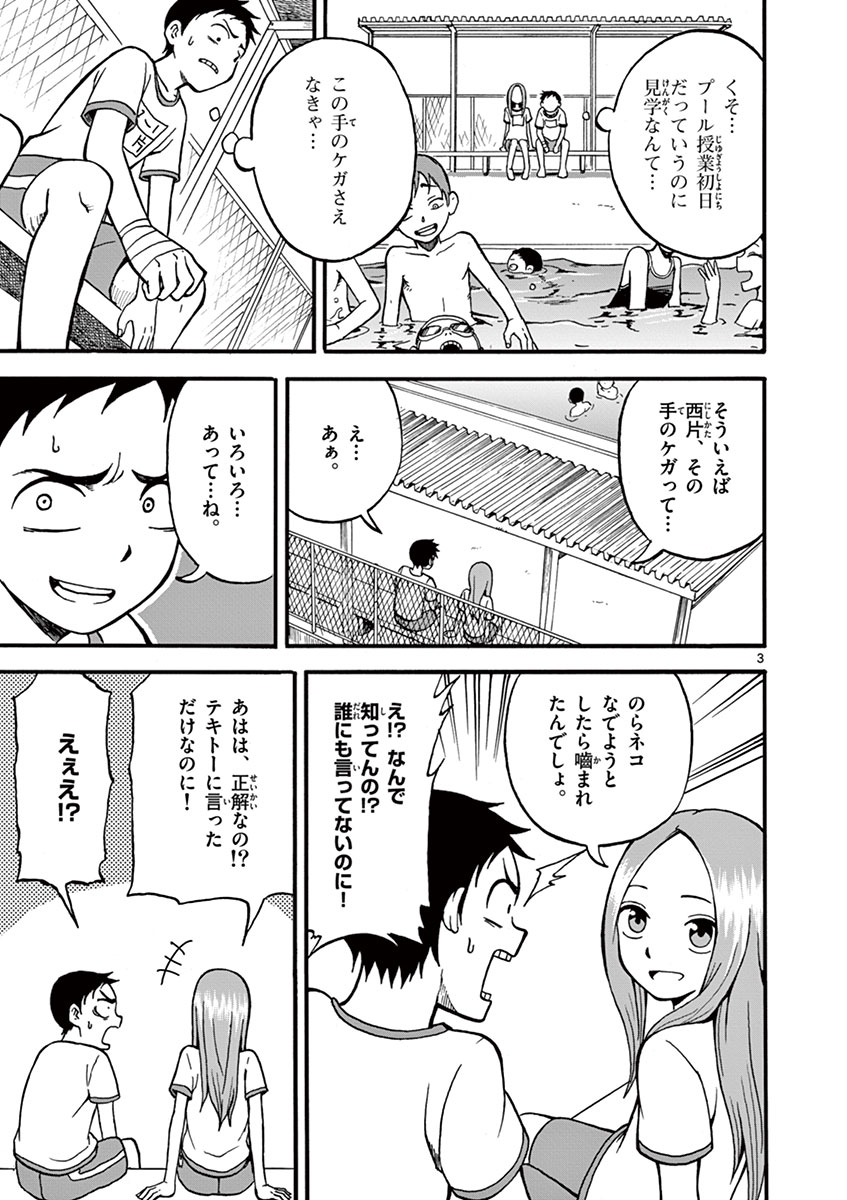 くそ…
プール授業初日
だっていうのに
見学なんて…
この手のケガさえ
なきゃ…
そういえば
西片、その
手のケガって…
え…
あぁ。
いろいろ…
あって…ね。
3
のらネコ
なでようと
したら嚙まれ
たんでしょ。
え!? なんで
知ってんの!?
誰にも言ってないのに!
あはは、正解なの!?
テキトーに言った
だけなのに!
えぇえ!?